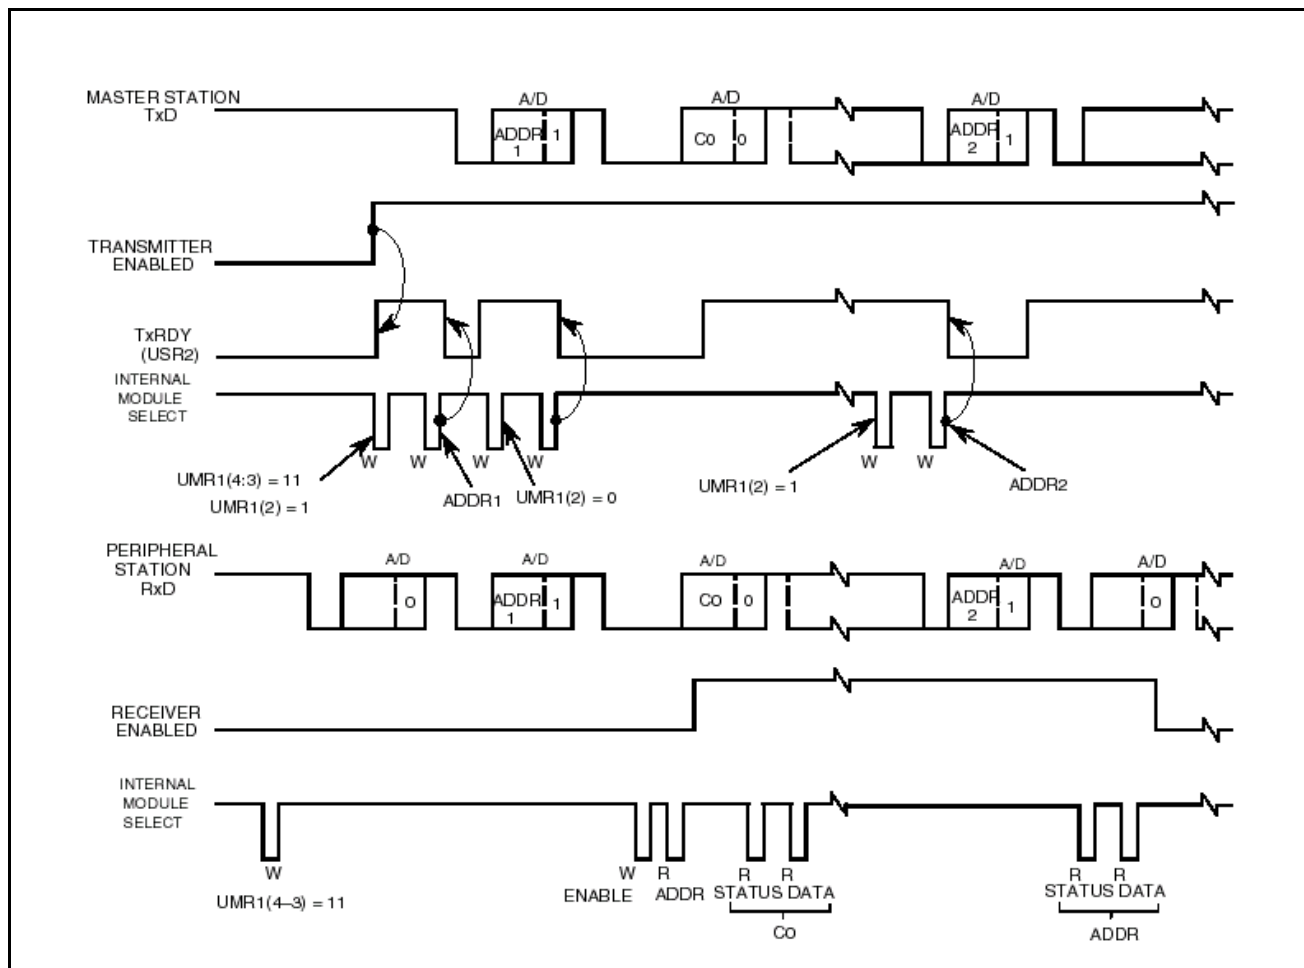 A/D A/D A/D
MASTER STATION
TxD
ADDR 1 1
C0 0
ADDR 2 1
TRANSMITTER
ENABLED
TxRDY
(USR2)
INTERNAL
MODULE
SELECT
W W W W W W
UMR1(4:3) = 11
UMR1(2) = 1
ADDR1
UMR1(2) = 0
UMR1(2) = 1
ADDR2
PERIPHERAL
STATION
RxD
A/D A/D A/D A/D A/D
0
ADDR 1 1
C0 0
ADDR 2 1
0
RECEIVER
ENABLED
INTERNAL
MODULE
SELECT
W W R R R R R
UMR1(4–3) = 11
ENABLE ADDR STATUS DATA STATUS DATA
C0 ADDR